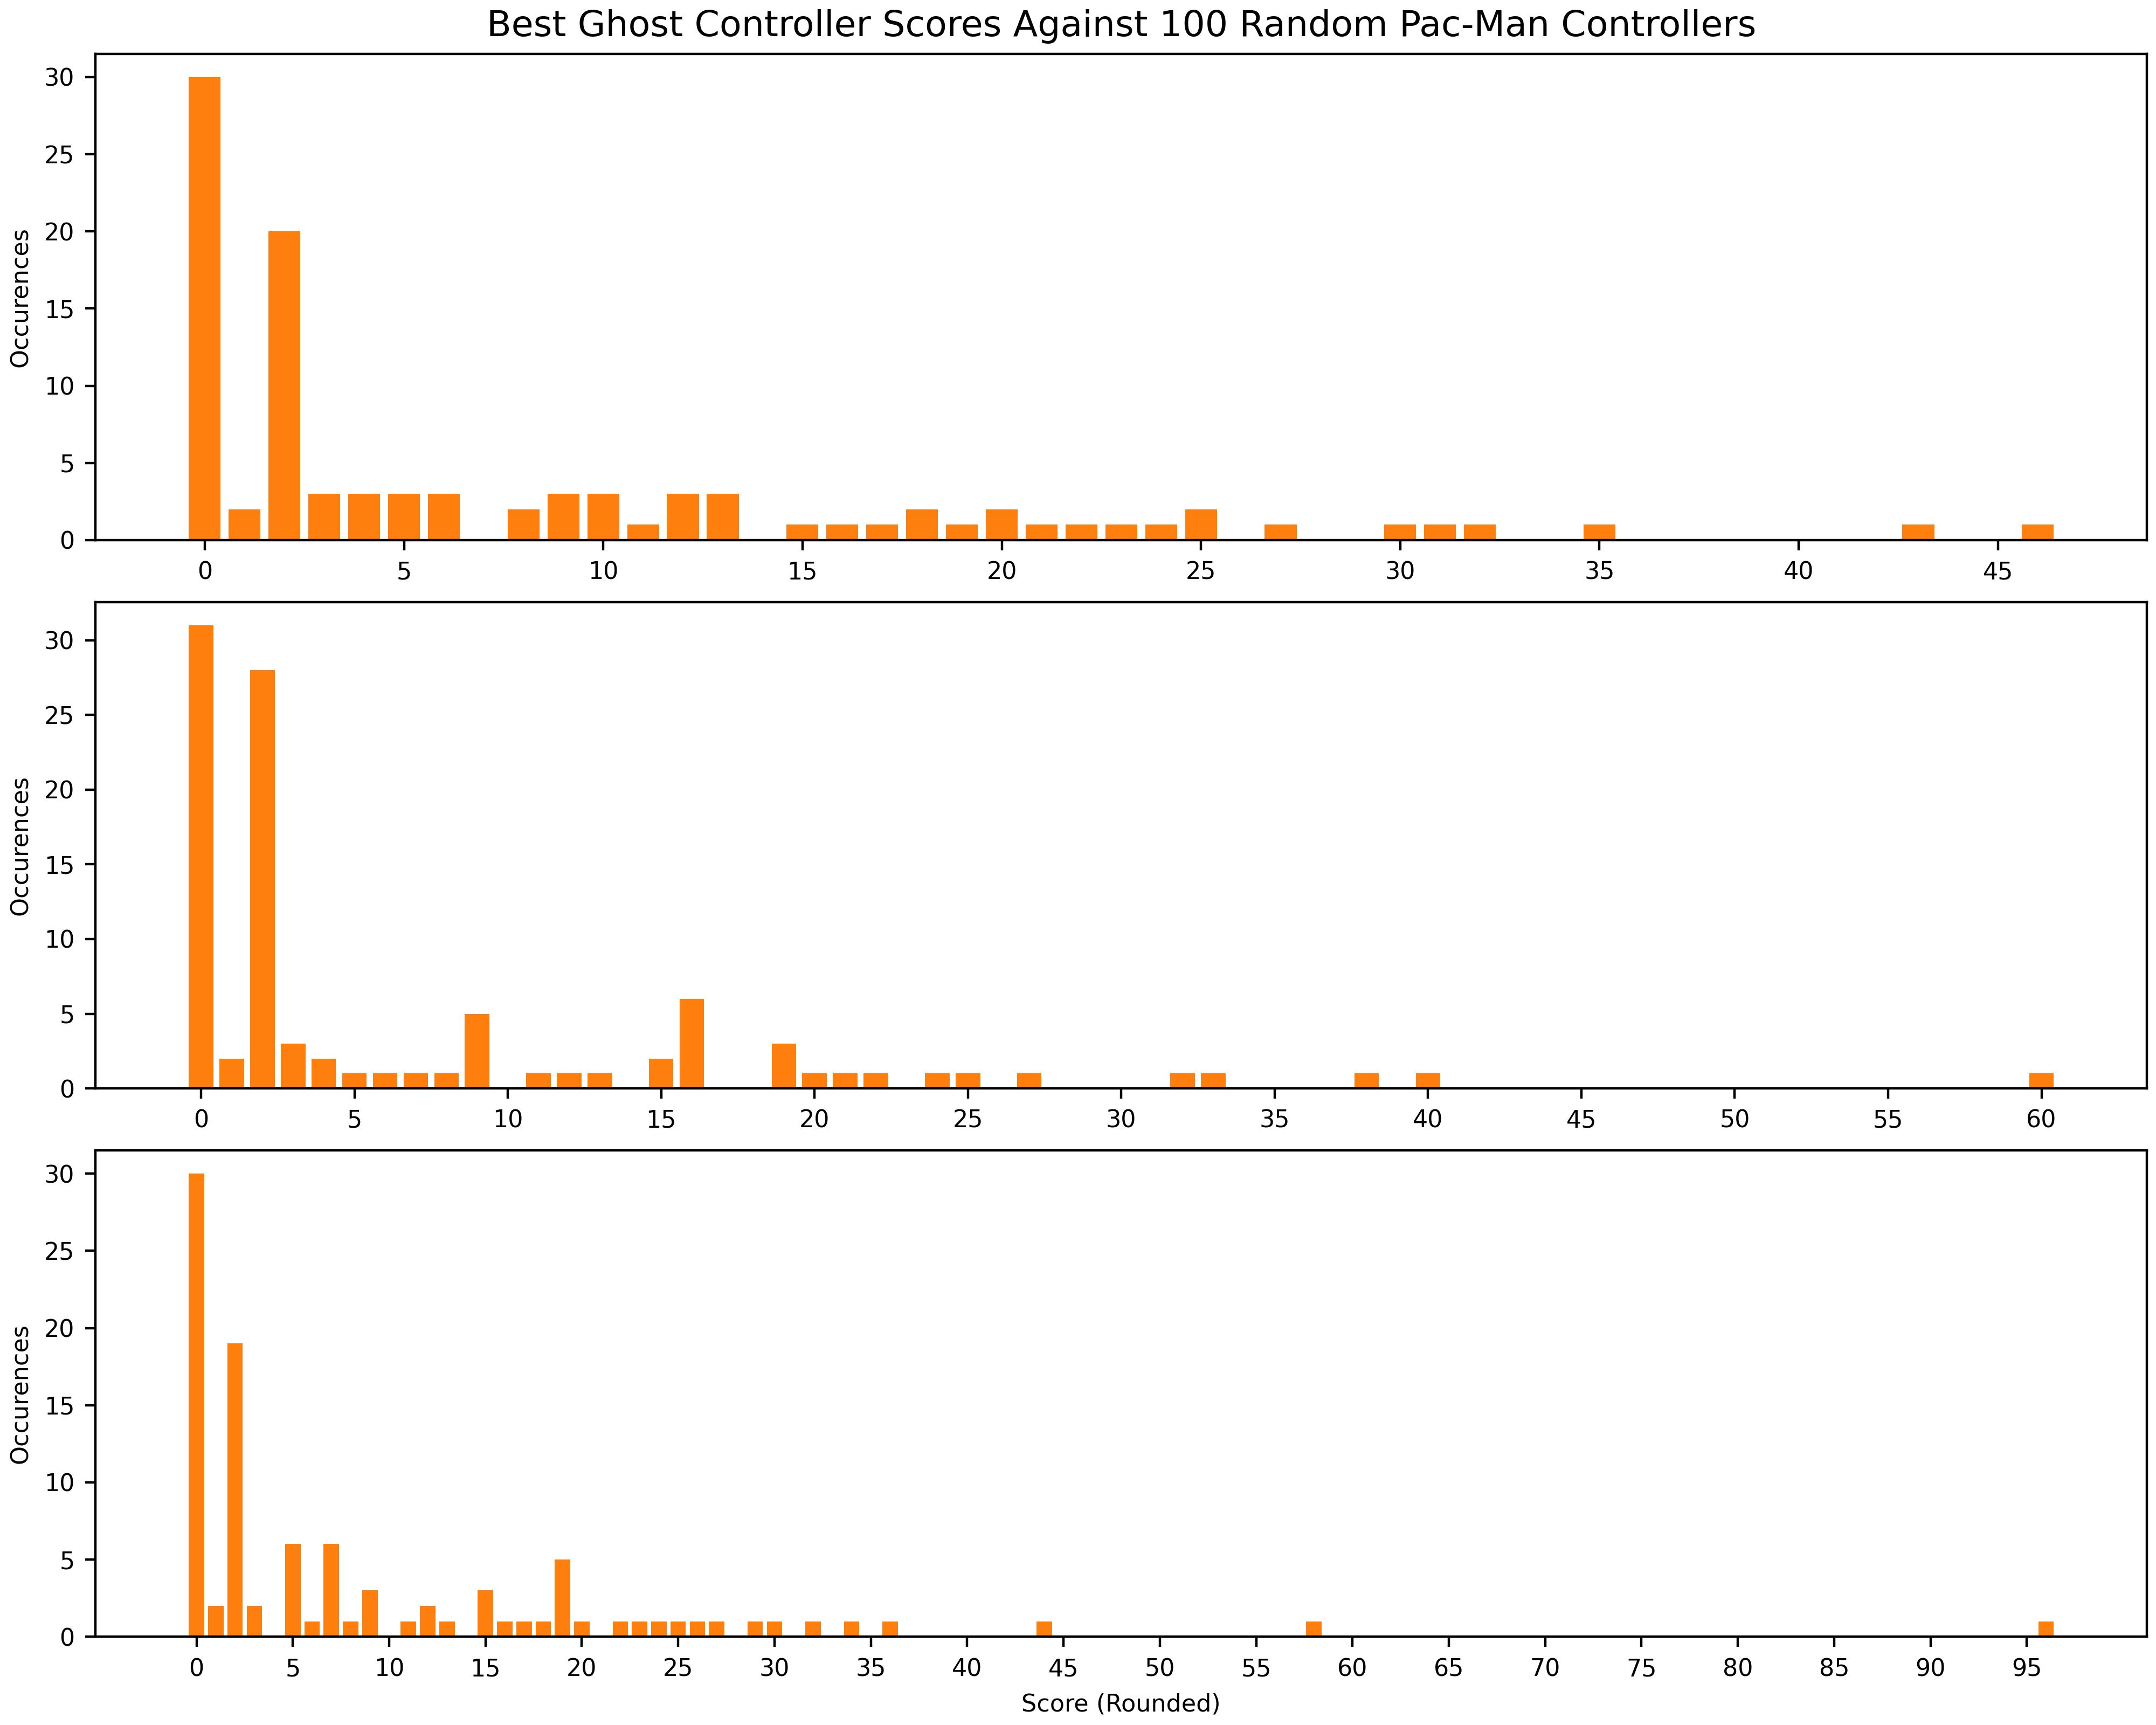 Best Ghost Controller Scores Against 100 Random Pac-Man Controllers
30
25
20
15
10
5
0
Occurences
0 5 10 15 20 25 30 35 40 45
30
25
20
15
10
5
0
Occurences
0 5 10 15 20 25 30 35 40 45 50 55 60
30
25
20
15
10
5
0
Occurences
0 5 10 15 20 25 30 35 40 45 50 55 60 65 70 75 80 85 90 95
Score (Rounded)